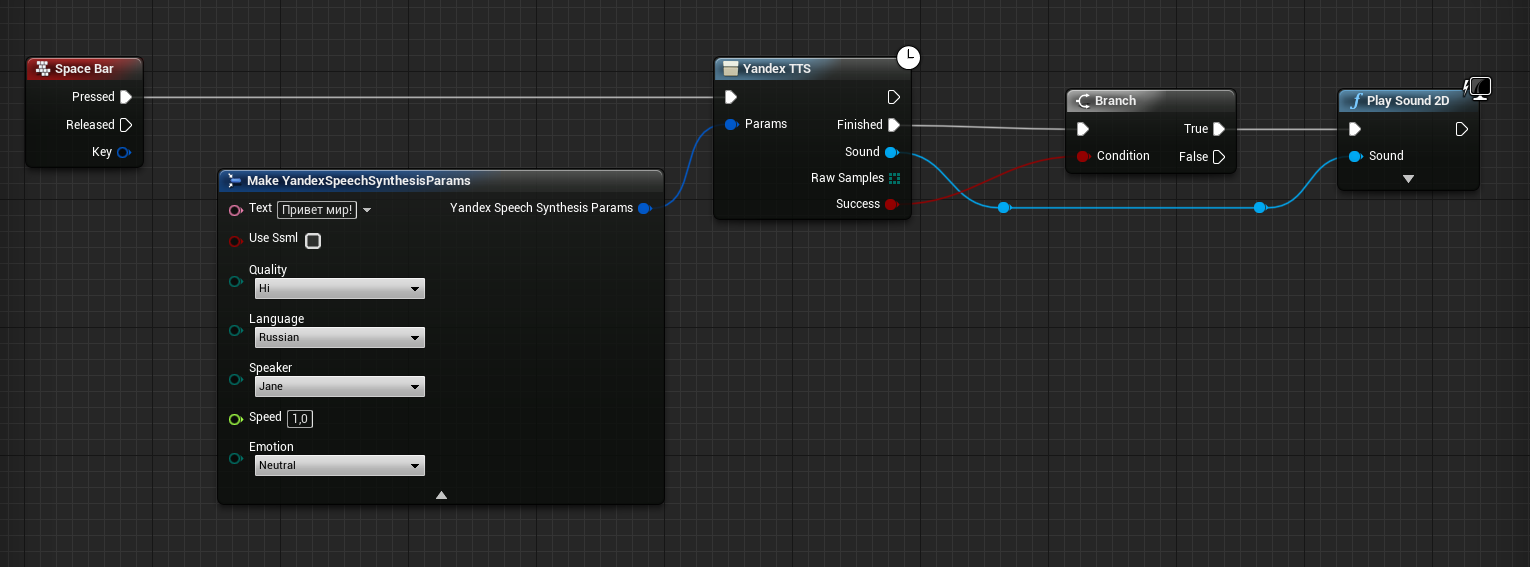 Space Bar
Pressed
Released
Key
Make YandexSpeechSynthesisParams
Text Привет мир!
Yandex Speech Synthesis Params
Use Ssml
Quality
Hi
Language
Russian
Speaker
Jane
Speed 1,0
Emotion
Neutral
Yandex TTS
Params
Finished
Sound
Raw Samples
Success
Branch
True
Condition
False
Play Sound 2D
Sound